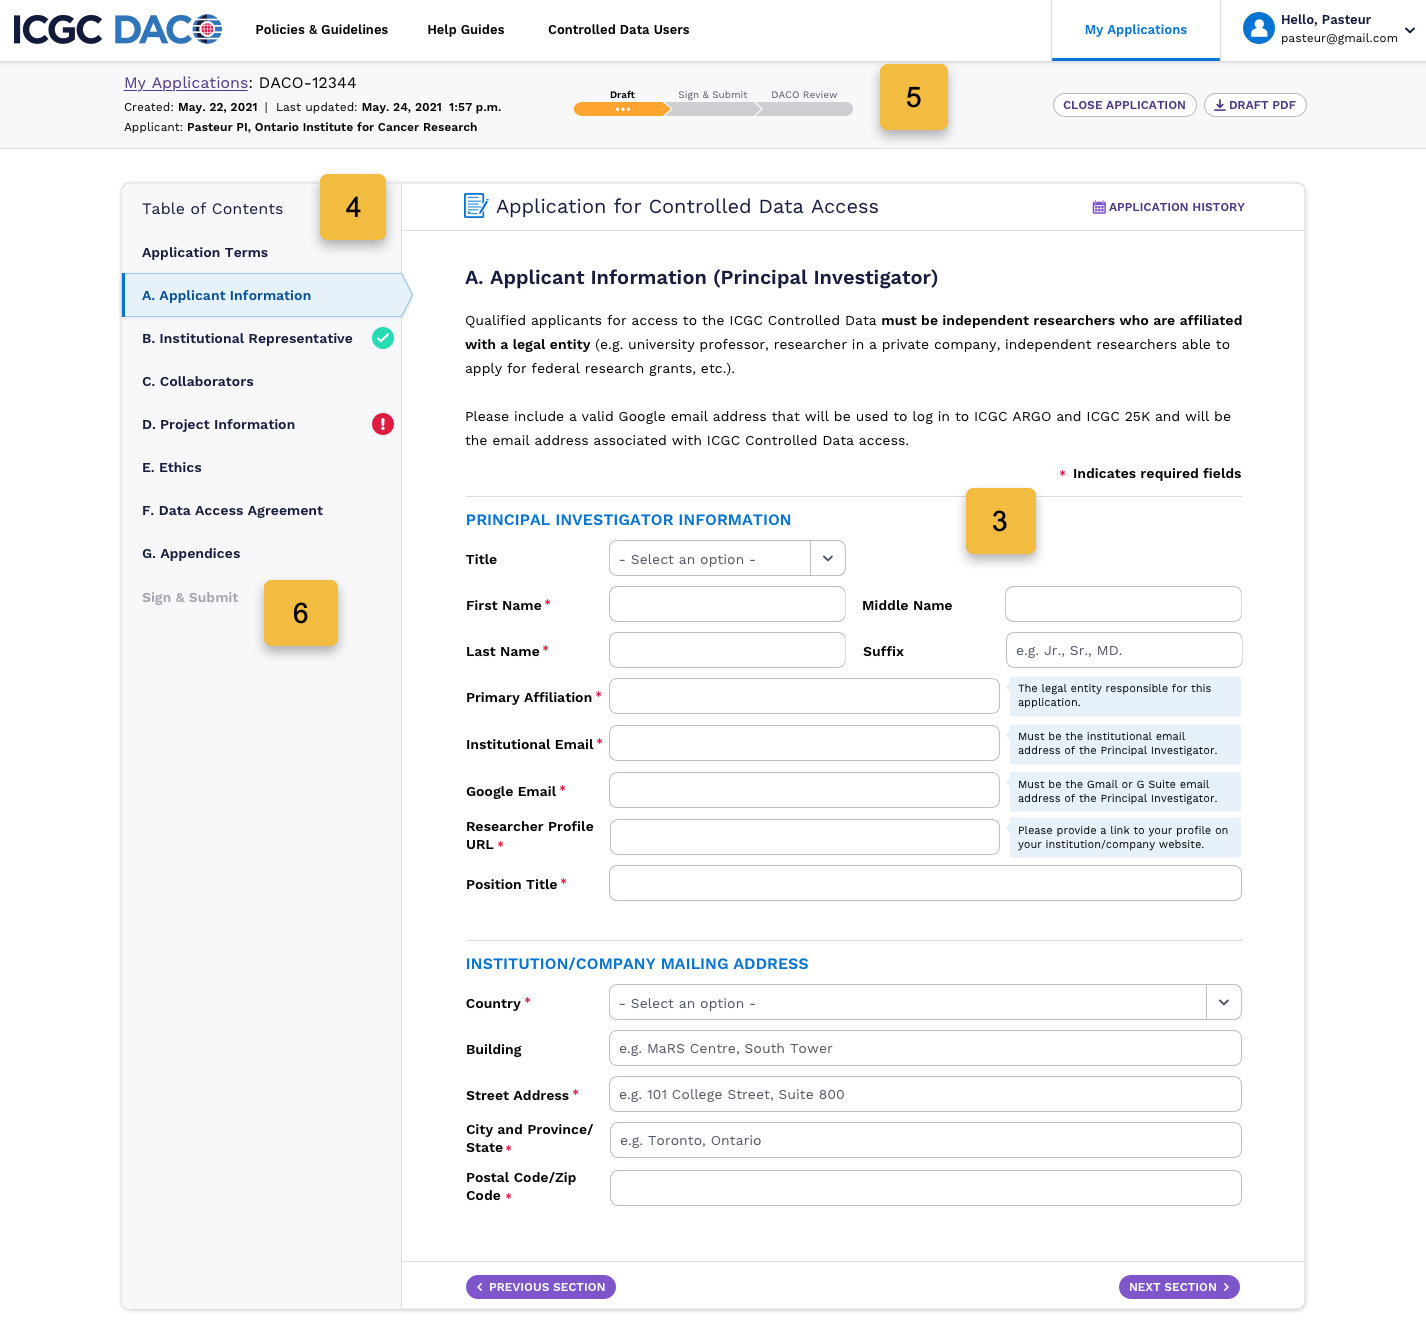 ICGC DACO
Policies & Guidelines
Help Guides
Controlled Data Users
My Applications
Hello, Pasteur
pasteur@gmail.com
My Applications: DACO-12344
Created: May. 22, 2021 | Last updated: May. 24, 2021 1:57 p.m.
Applicant: Pasteur PI, Ontario Institute for Cancer Research
Draft
Sign & Submit
DACO Review
5
CLOSE APPLICATION
DRAFT PDF
Table of Contents
4
Application Terms
A. Applicant Information
B. Institutional Representative
C. Collaborators
D. Project Information
E. Ethics
F. Data Access Agreement
G. Appendices
Sign & Submit
6
Application for Controlled Data Access
APPLICATION HISTORY
A. Applicant Information (Principal Investigator)
Qualified applicants for access to the ICGC Controlled Data must be independent researchers who are affiliated
with a legal entity (e.g. university professor, researcher in a private company, independent researchers able to
apply for federal research grants, etc.).
Please include a valid Google email address that will be used to log in to ICGC ARGO and ICGC 25K and will be
the email address associated with ICGC Controlled Data access.
* Indicates required fields
3
PRINCIPAL INVESTIGATOR INFORMATION
Title
- Select an option -
First Name *
Middle Name
Last Name *
Suffix
e.g. Jr., Sr., MD.
Primary Affiliation *
The legal entity responsible for this
application.
Institutional Email *
Must be the institutional email
address of the Principal Investigator.
Google Email *
Must be the Gmail or G Suite email
address of the Principal Investigator.
Researcher Profile
URL *
Please provide a link to your profile on
your institution/company website.
Position Title *
INSTITUTION/COMPANY MAILING ADDRESS
Country *
- Select an option -
Building
e.g. MaRS Centre, South Tower
Street Address *
e.g. 101 College Street, Suite 800
City and Province/
State *
e.g. Toronto, Ontario
Postal Code/Zip
Code *
< PREVIOUS SECTION
NEXT SECTION >